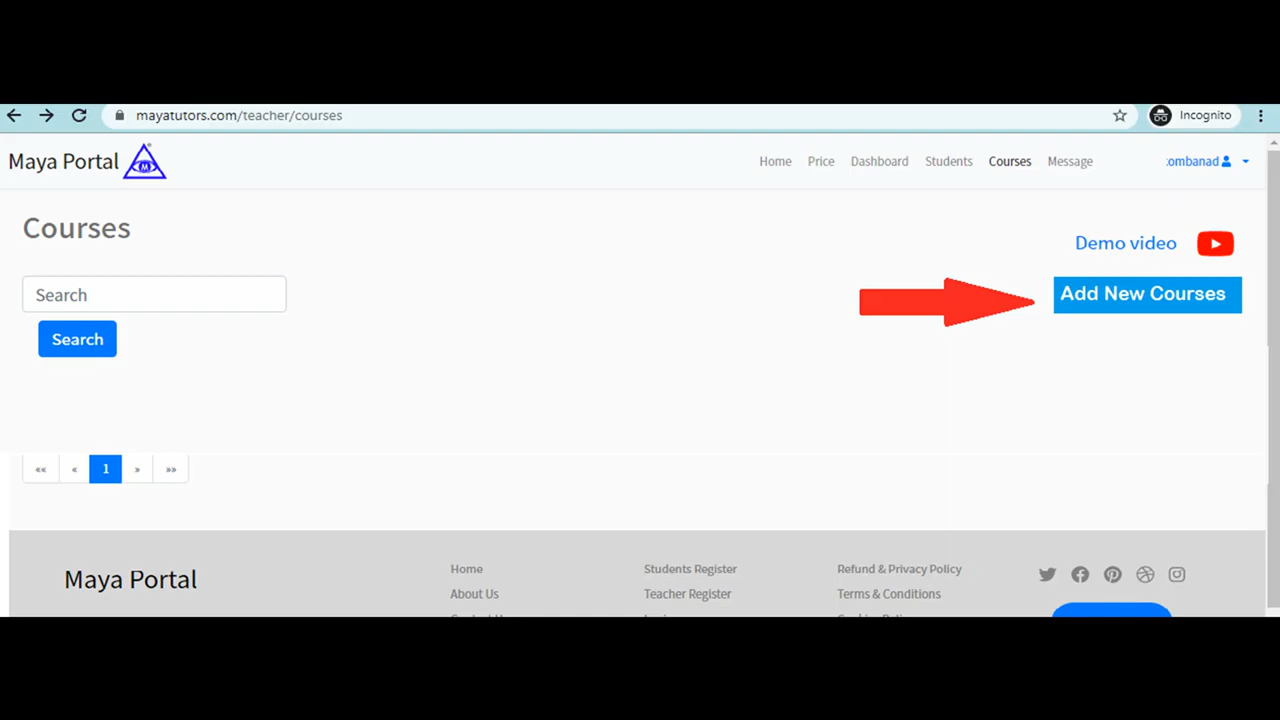 mayatutors.com/teacher/courses
Incognito
Maya Portal M
Home Price Dashboard Students Courses Message
Courses
Demo video
Search
Add New Courses
Search
«« « 1 » »»
Maya Portal
Home Students Register Refund & Privacy Policy
About Us Teacher Register Terms & Conditions